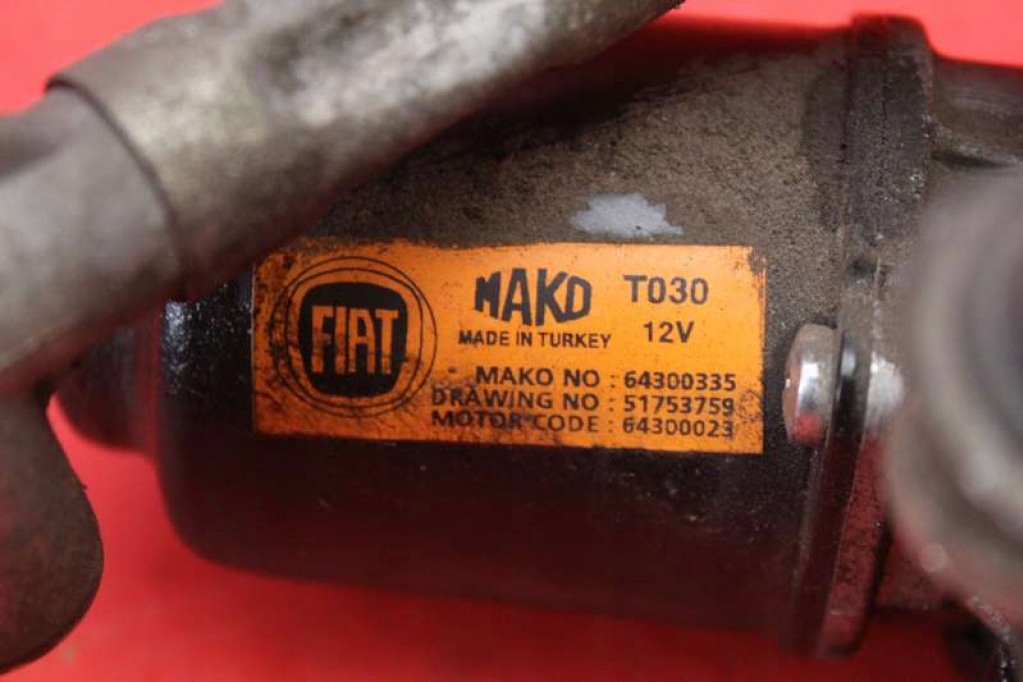 FIAT
MAKO T030
MADE IN TURKEY 12V
MAKO NO : 64300335
DRAWING NO : 51753759
MOTOR CODE : 64300023